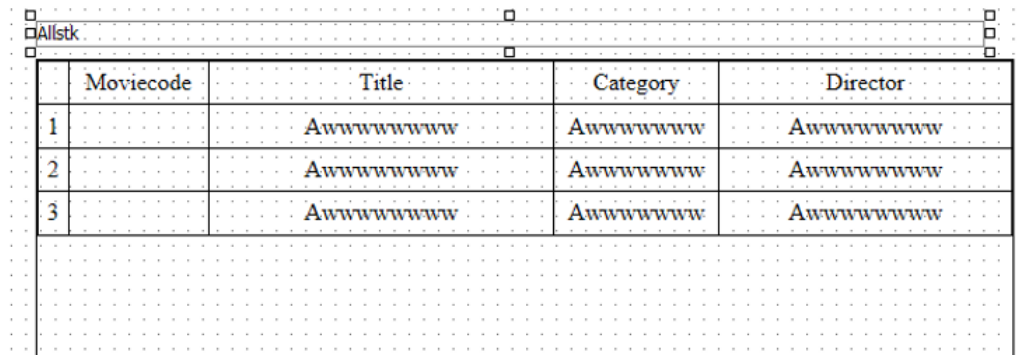 Allstk
Moviecode Title Category Director
1 Awwwwwwww Awwwwwww Awwwwwwww
2 Awwwwwwww Awwwwwww Awwwwwwww
3 Awwwwwwww Awwwwwww Awwwwwwww